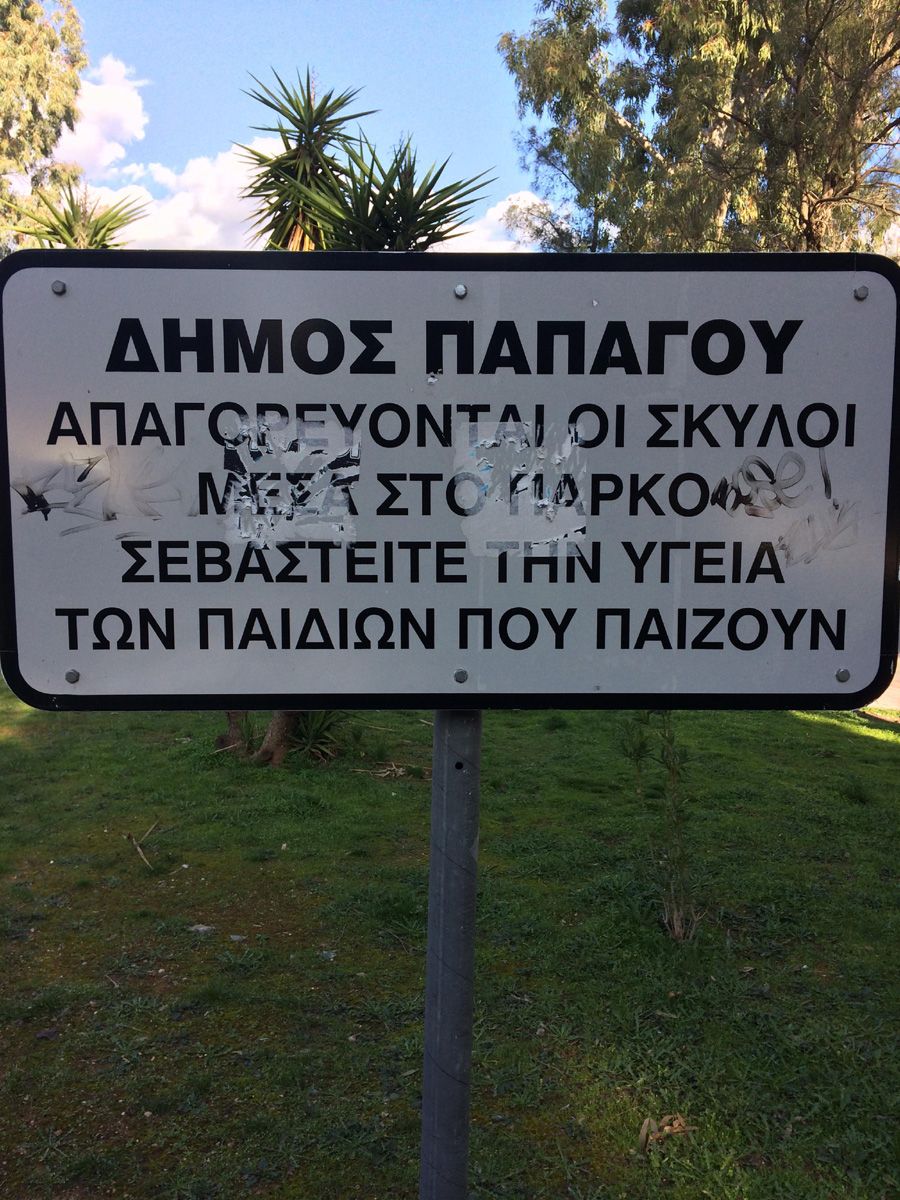 ΔΗΜΟΣ ΠΑΠΑΓΟΥ
ΑΠΑΓΟΡΕΥΟΝΤΑΙ ΟΙ ΣΚΥΛΟΙ
ΜΕΣΑ ΣΤΟ ΠΑΡΚΟ
ΣΕΒΑΣΤΕΙΤΕ ΤΗΝ ΥΓΕΙΑ
ΤΩΝ ΠΑΙΔΙΩΝ ΠΟΥ ΠΑΙΖΟΥΝ